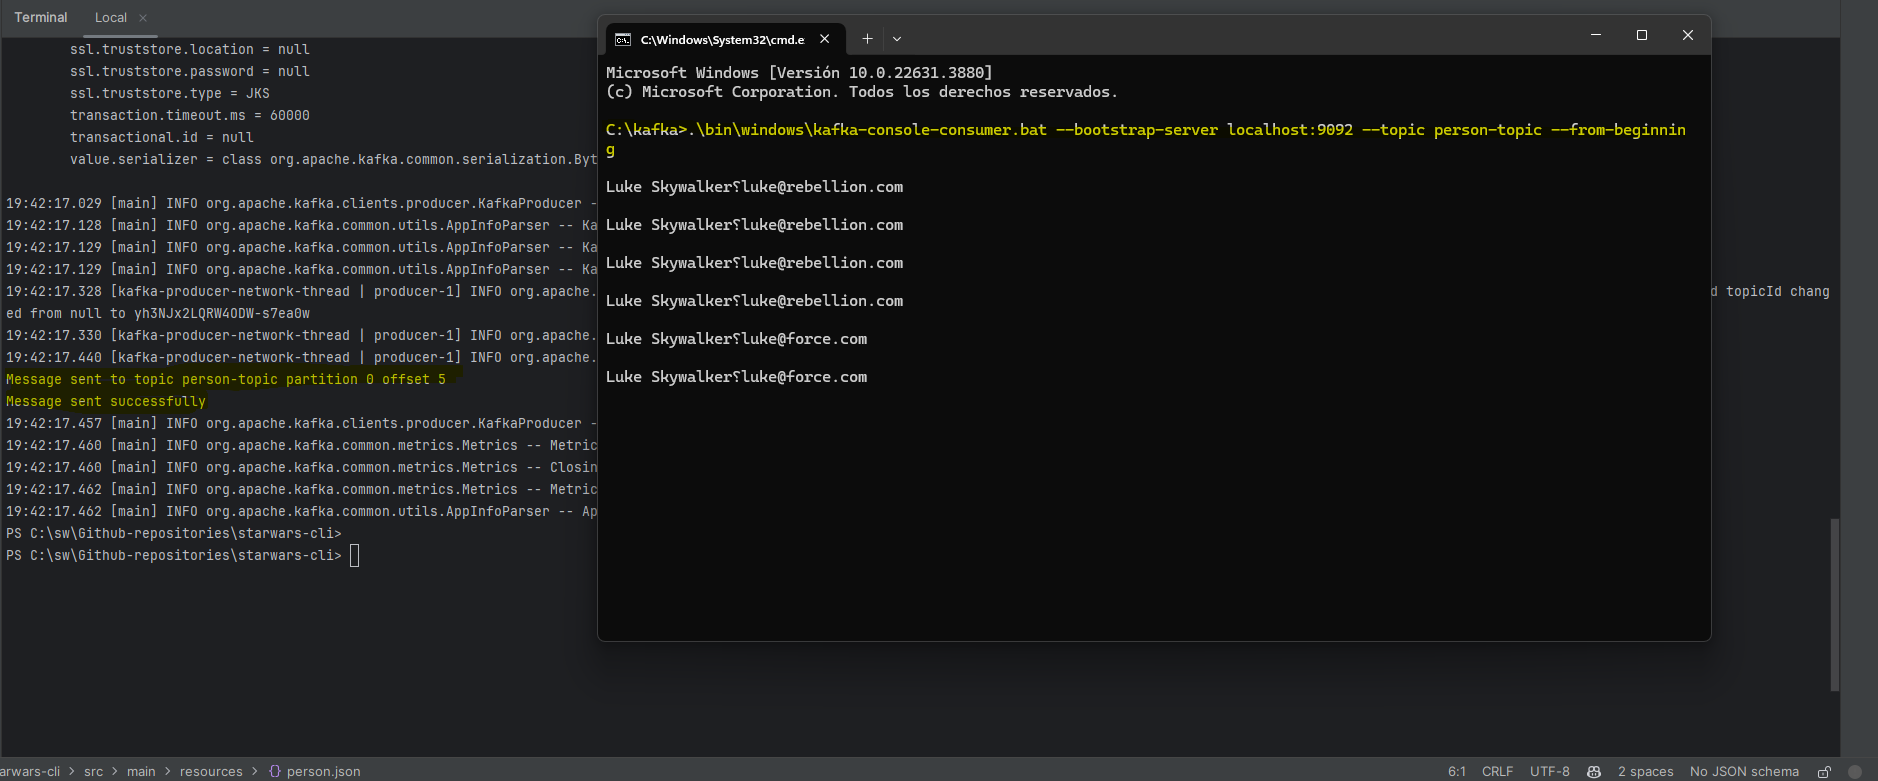 Terminal Local
ssl.truststore.location = null
ssl.truststore.password = null
ssl.truststore.type = JKS
transaction.timeout.ms = 60000
transactional.id = null
value.serializer = class org.apache.kafka.common.serialization.Byt
19:42:17.029 [main] INFO org.apache.kafka.clients.producer.KafkaProducer -
19:42:17.128 [main] INFO org.apache.kafka.common.utils.AppInfoParser -- Ka
19:42:17.129 [main] INFO org.apache.kafka.common.utils.AppInfoParser -- Ka
19:42:17.129 [main] INFO org.apache.kafka.common.utils.AppInfoParser -- Ka
19:42:17.328 [kafka-producer-network-thread | producer-1] INFO org.apache.
d topicId chang
ed from null to yh3NJx2LQRW4ODW-s7ea0w
19:42:17.330 [kafka-producer-network-thread | producer-1] INFO org.apache.
19:42:17.440 [kafka-producer-network-thread | producer-1] INFO org.apache.
Message sent to topic person-topic partition 0 offset 5
Message sent successfully
19:42:17.457 [main] INFO org.apache.kafka.clients.producer.KafkaProducer -
19:42:17.460 [main] INFO org.apache.kafka.common.metrics.Metrics -- Metric
19:42:17.460 [main] INFO org.apache.kafka.common.metrics.Metrics -- Closin
19:42:17.462 [main] INFO org.apache.kafka.common.metrics.Metrics -- Metric
19:42:17.462 [main] INFO org.apache.kafka.common.utils.AppInfoParser -- Ap
PS C:\sw\Github-repositories\starwars-cli>
PS C:\sw\Github-repositories\starwars-cli>
C:\Windows\System32\cmd.e
Microsoft Windows [Versión 10.0.22631.3880]
(c) Microsoft Corporation. Todos los derechos reservados.
C:\kafka>.\bin\windows\kafka-console-consumer.bat --bootstrap-server localhost:9092 --topic person-topic --from-beginnin
g
Luke Skywalker⸮luke@rebellion.com
Luke Skywalker⸮luke@rebellion.com
Luke Skywalker⸮luke@rebellion.com
Luke Skywalker⸮luke@rebellion.com
Luke Skywalker⸮luke@force.com
Luke Skywalker⸮luke@force.com
arwars-cli > src > main > resources > {} person.json
6:1 CRLF UTF-8 2 spaces No JSON schema